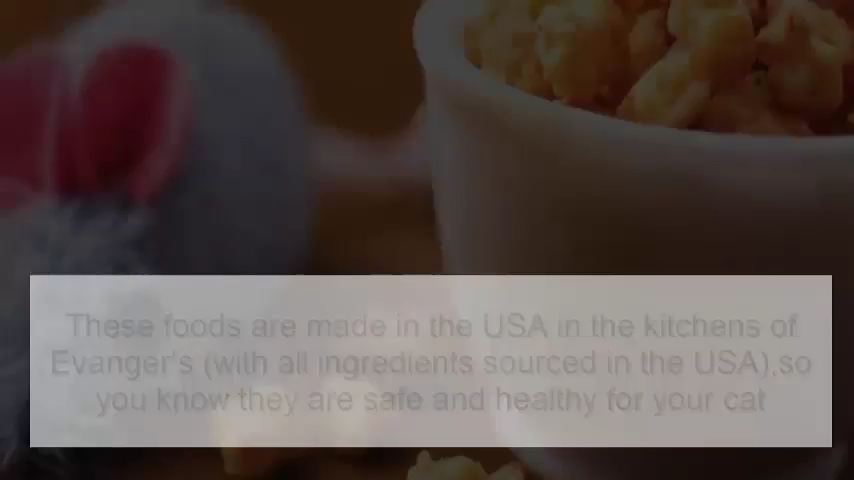 These foods are made in the USA in the kitchens of
Evanger's (with all ingredients sourced in the USA),so
you know they are safe and healthy for your cat